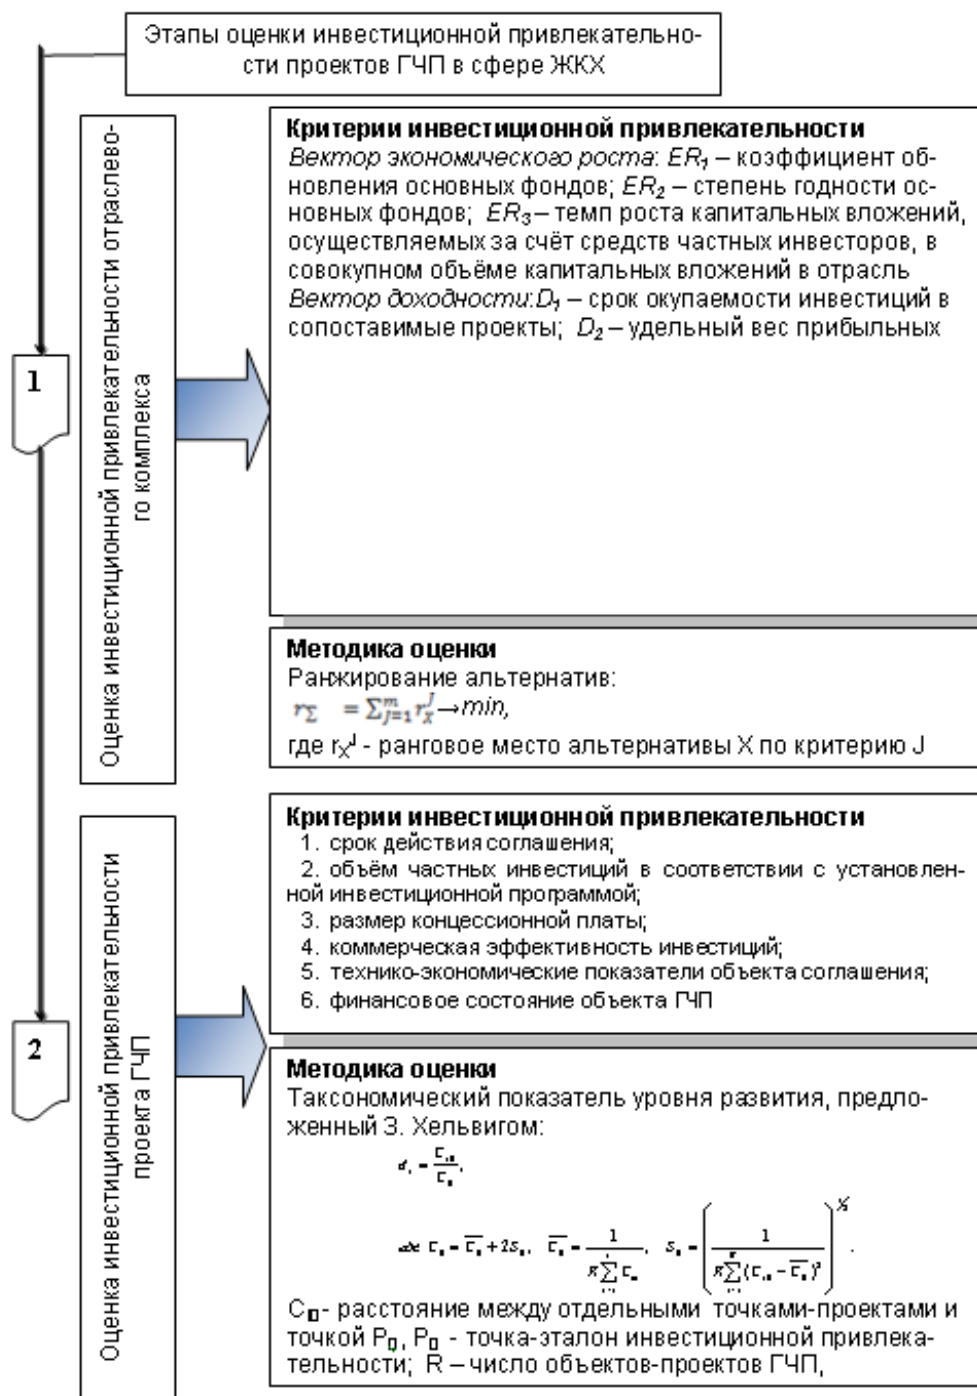 Этапы оценки инвестиционной привлекательно-
сти проектов ГЧП в сфере ЖКХ
1
Оценка инвестиционной привлекательности отраслево-
го комплекса
Критерии инвестиционной привлекательности
Вектор экономического роста: ER₁ – коэффициент об-
новления основных фондов; ER₂ – степень годности ос-
новных фондов; ER₃ – темп роста капитальных вложений,
осуществляемых за счёт средств частных инвесторов, в
совокупном объёме капитальных вложений в отрасль
Вектор доходности:D₁ – срок окупаемости инвестиций в
сопоставимые проекты; D₂ – удельный вес прибыльных
Методика оценки
Ранжирование альтернатив:
r_Σ = Σ_{j=1}^{m} r_X^J → min,
где r_X^J - ранговое место альтернативы X по критерию J
2
Оценка инвестиционной привлекательности
проекта ГЧП
Критерии инвестиционной привлекательности
1. срок действия соглашения;
2. объём частных инвестиций в соответствии с установлен-
ной инвестиционной программой;
3. размер концессионной платы;
4. коммерческая эффективность инвестиций;
5. технико-экономические показатели объекта соглашения;
6. финансовое состояние объекта ГЧП
Методика оценки
Таксономический показатель уровня развития, предло-
женный З. Хельвигом:
- расстояние между отдельными точками-проектами и
точкой - точка-эталон инвестиционной привлека-
тельности; R – число объектов-проектов ГЧП,